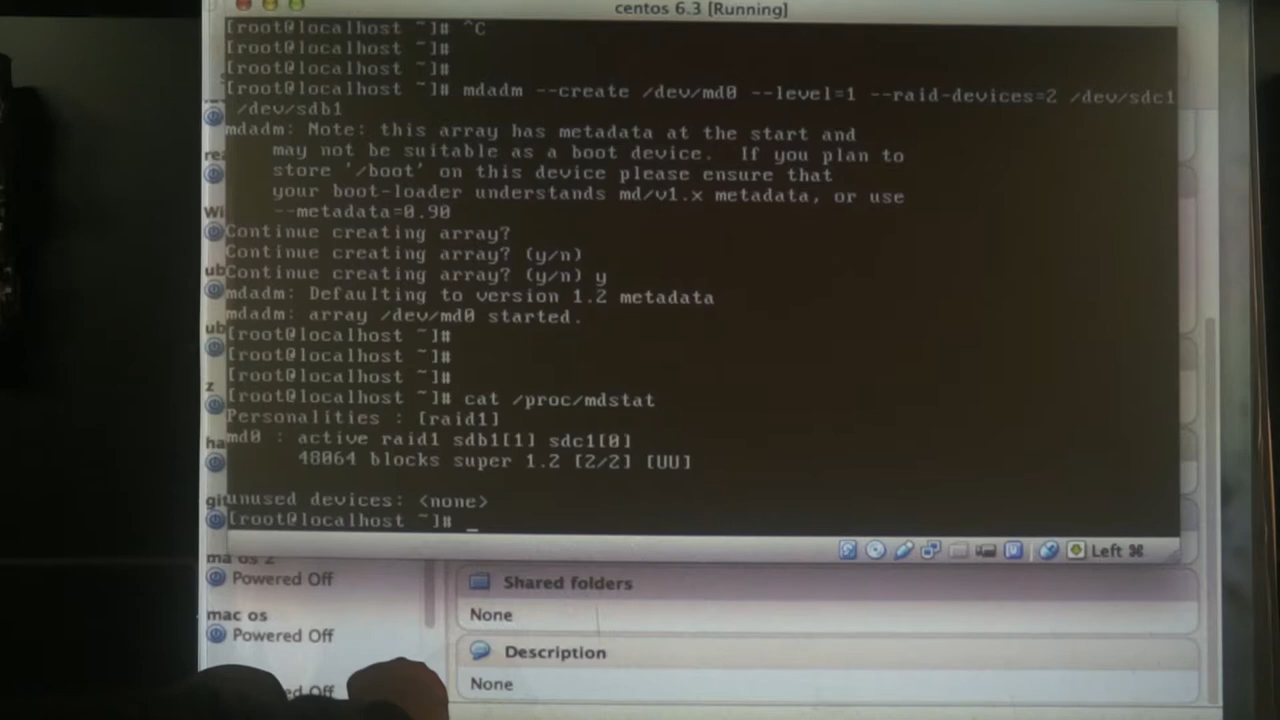 centos 6.3 [Running]
[root@localhost ~]# ^C
[root@localhost ~]#
[root@localhost ~]#
[root@localhost ~]# mdadm --create /dev/md0 --level=1 --raid-devices=2 /dev/sdc1
/dev/sdb1
mdadm: Note: this array has metadata at the start and
may not be suitable as a boot device.  If you plan to
store '/boot' on this device please ensure that
your boot-loader understands md/v1.x metadata, or use
--metadata=0.90
Continue creating array?
Continue creating array? (y/n)
Continue creating array? (y/n) y
mdadm: Defaulting to version 1.2 metadata
mdadm: array /dev/md0 started.
[root@localhost ~]#
[root@localhost ~]#
[root@localhost ~]#
[root@localhost ~]# cat /proc/mdstat
Personalities : [raid1]
md0 : active raid1 sdb1[1] sdc1[0]
48064 blocks super 1.2 [2/2] [UU]
unused devices: <none>
[root@localhost ~]# _
Left ⌘
Powered Off
mac os
Powered Off
Shared folders
None
Description
None